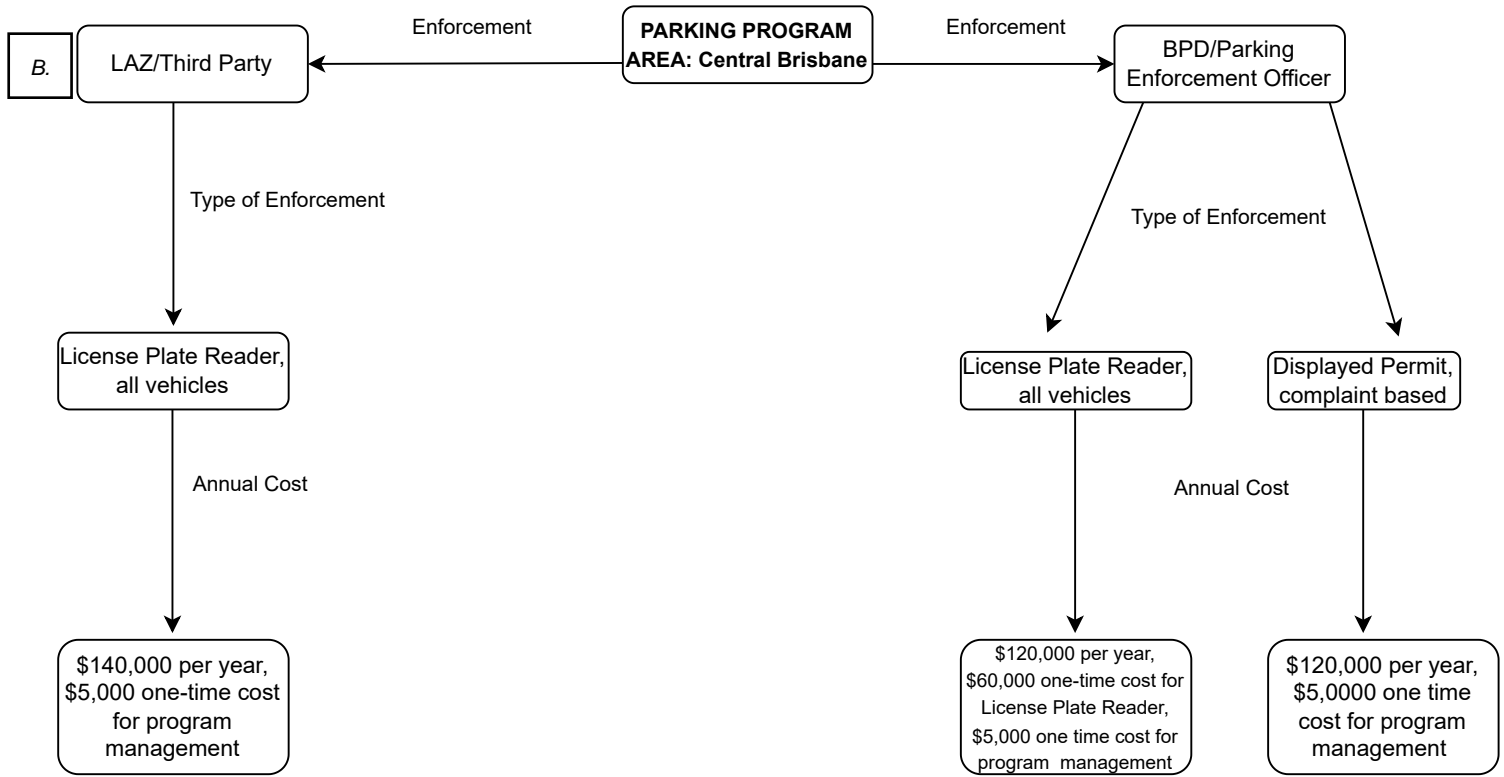 Enforcement
PARKING PROGRAM
AREA: Central Brisbane
Enforcement
B.
LAZ/Third Party
BPD/Parking
Enforcement Officer
Type of Enforcement
Type of Enforcement
License Plate Reader,
all vehicles
License Plate Reader,
all vehicles
Displayed Permit,
complaint based
Annual Cost
Annual Cost
$140,000 per year,
$5,000 one-time cost
for program
management
$120,000 per year,
$60,000 one-time cost for
License Plate Reader,
$5,000 one time cost for
program management
$120,000 per year,
$5,0000 one time
cost for program
management